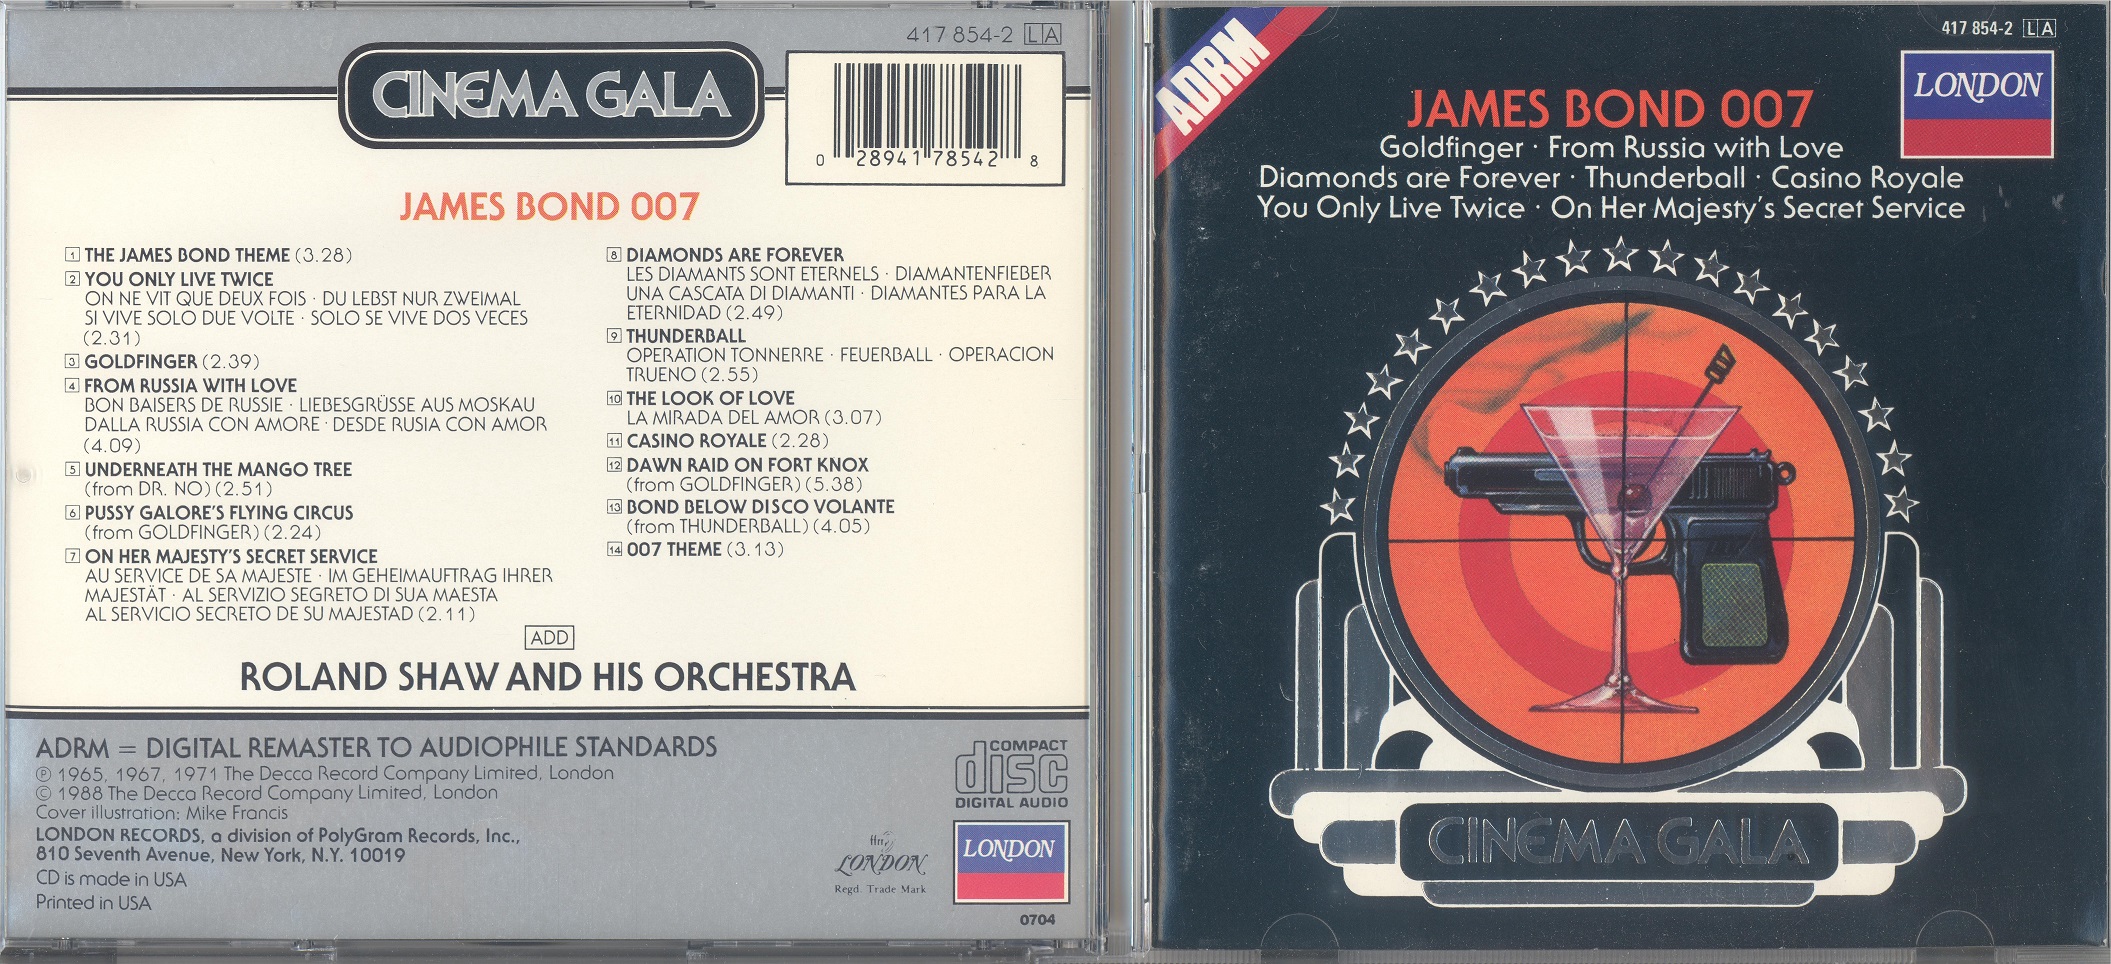 417 854-2 LA
CINEMA GALA
0 28941 78542 8
JAMES BOND 007
1 THE JAMES BOND THEME (3.28)
2 YOU ONLY LIVE TWICE
ON NE VIT QUE DEUX FOIS · DU LEBST NUR ZWEIMAL
SI VIVE SOLO DUE VOLTE · SOLO SE VIVE DOS VECES
(2.31)
3 GOLDFINGER (2.39)
4 FROM RUSSIA WITH LOVE
BON BAISERS DE RUSSIE · LIEBESGRÜSSE AUS MOSKAU
DALLA RUSSIA CON AMORE · DESDE RUSIA CON AMOR
(4.09)
5 UNDERNEATH THE MANGO TREE
(from DR. NO) (2.51)
6 PUSSY GALORE'S FLYING CIRCUS
(from GOLDFINGER) (2.24)
7 ON HER MAJESTY'S SECRET SERVICE
AU SERVICE DE SA MAJESTE · IM GEHEIMAUFTRAG IHRER
MAJESTÄT · AL SERVIZIO SEGRETO DI SUA MAESTA
AL SERVICIO SECRETO DE SU MAJESTAD (2.11)
8 DIAMONDS ARE FOREVER
LES DIAMANTS SONT ETERNELS · DIAMANTENFIEBER
UNA CASCATA DI DIAMANTI · DIAMANTES PARA LA
ETERNIDAD (2.49)
9 THUNDERBALL
OPERATION TONNERRE · FEUERBALL · OPERACION
TRUENO (2.55)
10 THE LOOK OF LOVE
LA MIRADA DEL AMOR (3.07)
11 CASINO ROYALE (2.28)
12 DAWN RAID ON FORT KNOX
(from GOLDFINGER) (5.38)
13 BOND BELOW DISCO VOLANTE
(from THUNDERBALL) (4.05)
14 007 THEME (3.13)
ADD
ROLAND SHAW AND HIS ORCHESTRA
ADRM = DIGITAL REMASTER TO AUDIOPHILE STANDARDS
℗ 1965, 1967, 1971 The Decca Record Company Limited, London
© 1988 The Decca Record Company Limited, London
Cover illustration: Mike Francis
LONDON RECORDS, a division of PolyGram Records, Inc.,
810 Seventh Avenue, New York, N.Y. 10019
CD is made in USA
Printed in USA
COMPACT
disc
DIGITAL AUDIO
ffrr
LONDON
Regd. Trade Mark
LONDON
0704
ADRM
417 854-2 LA
LONDON
JAMES BOND 007
Goldfinger · From Russia with Love
Diamonds are Forever · Thunderball · Casino Royale
You Only Live Twice · On Her Majesty's Secret Service
007
CINEMA GALA